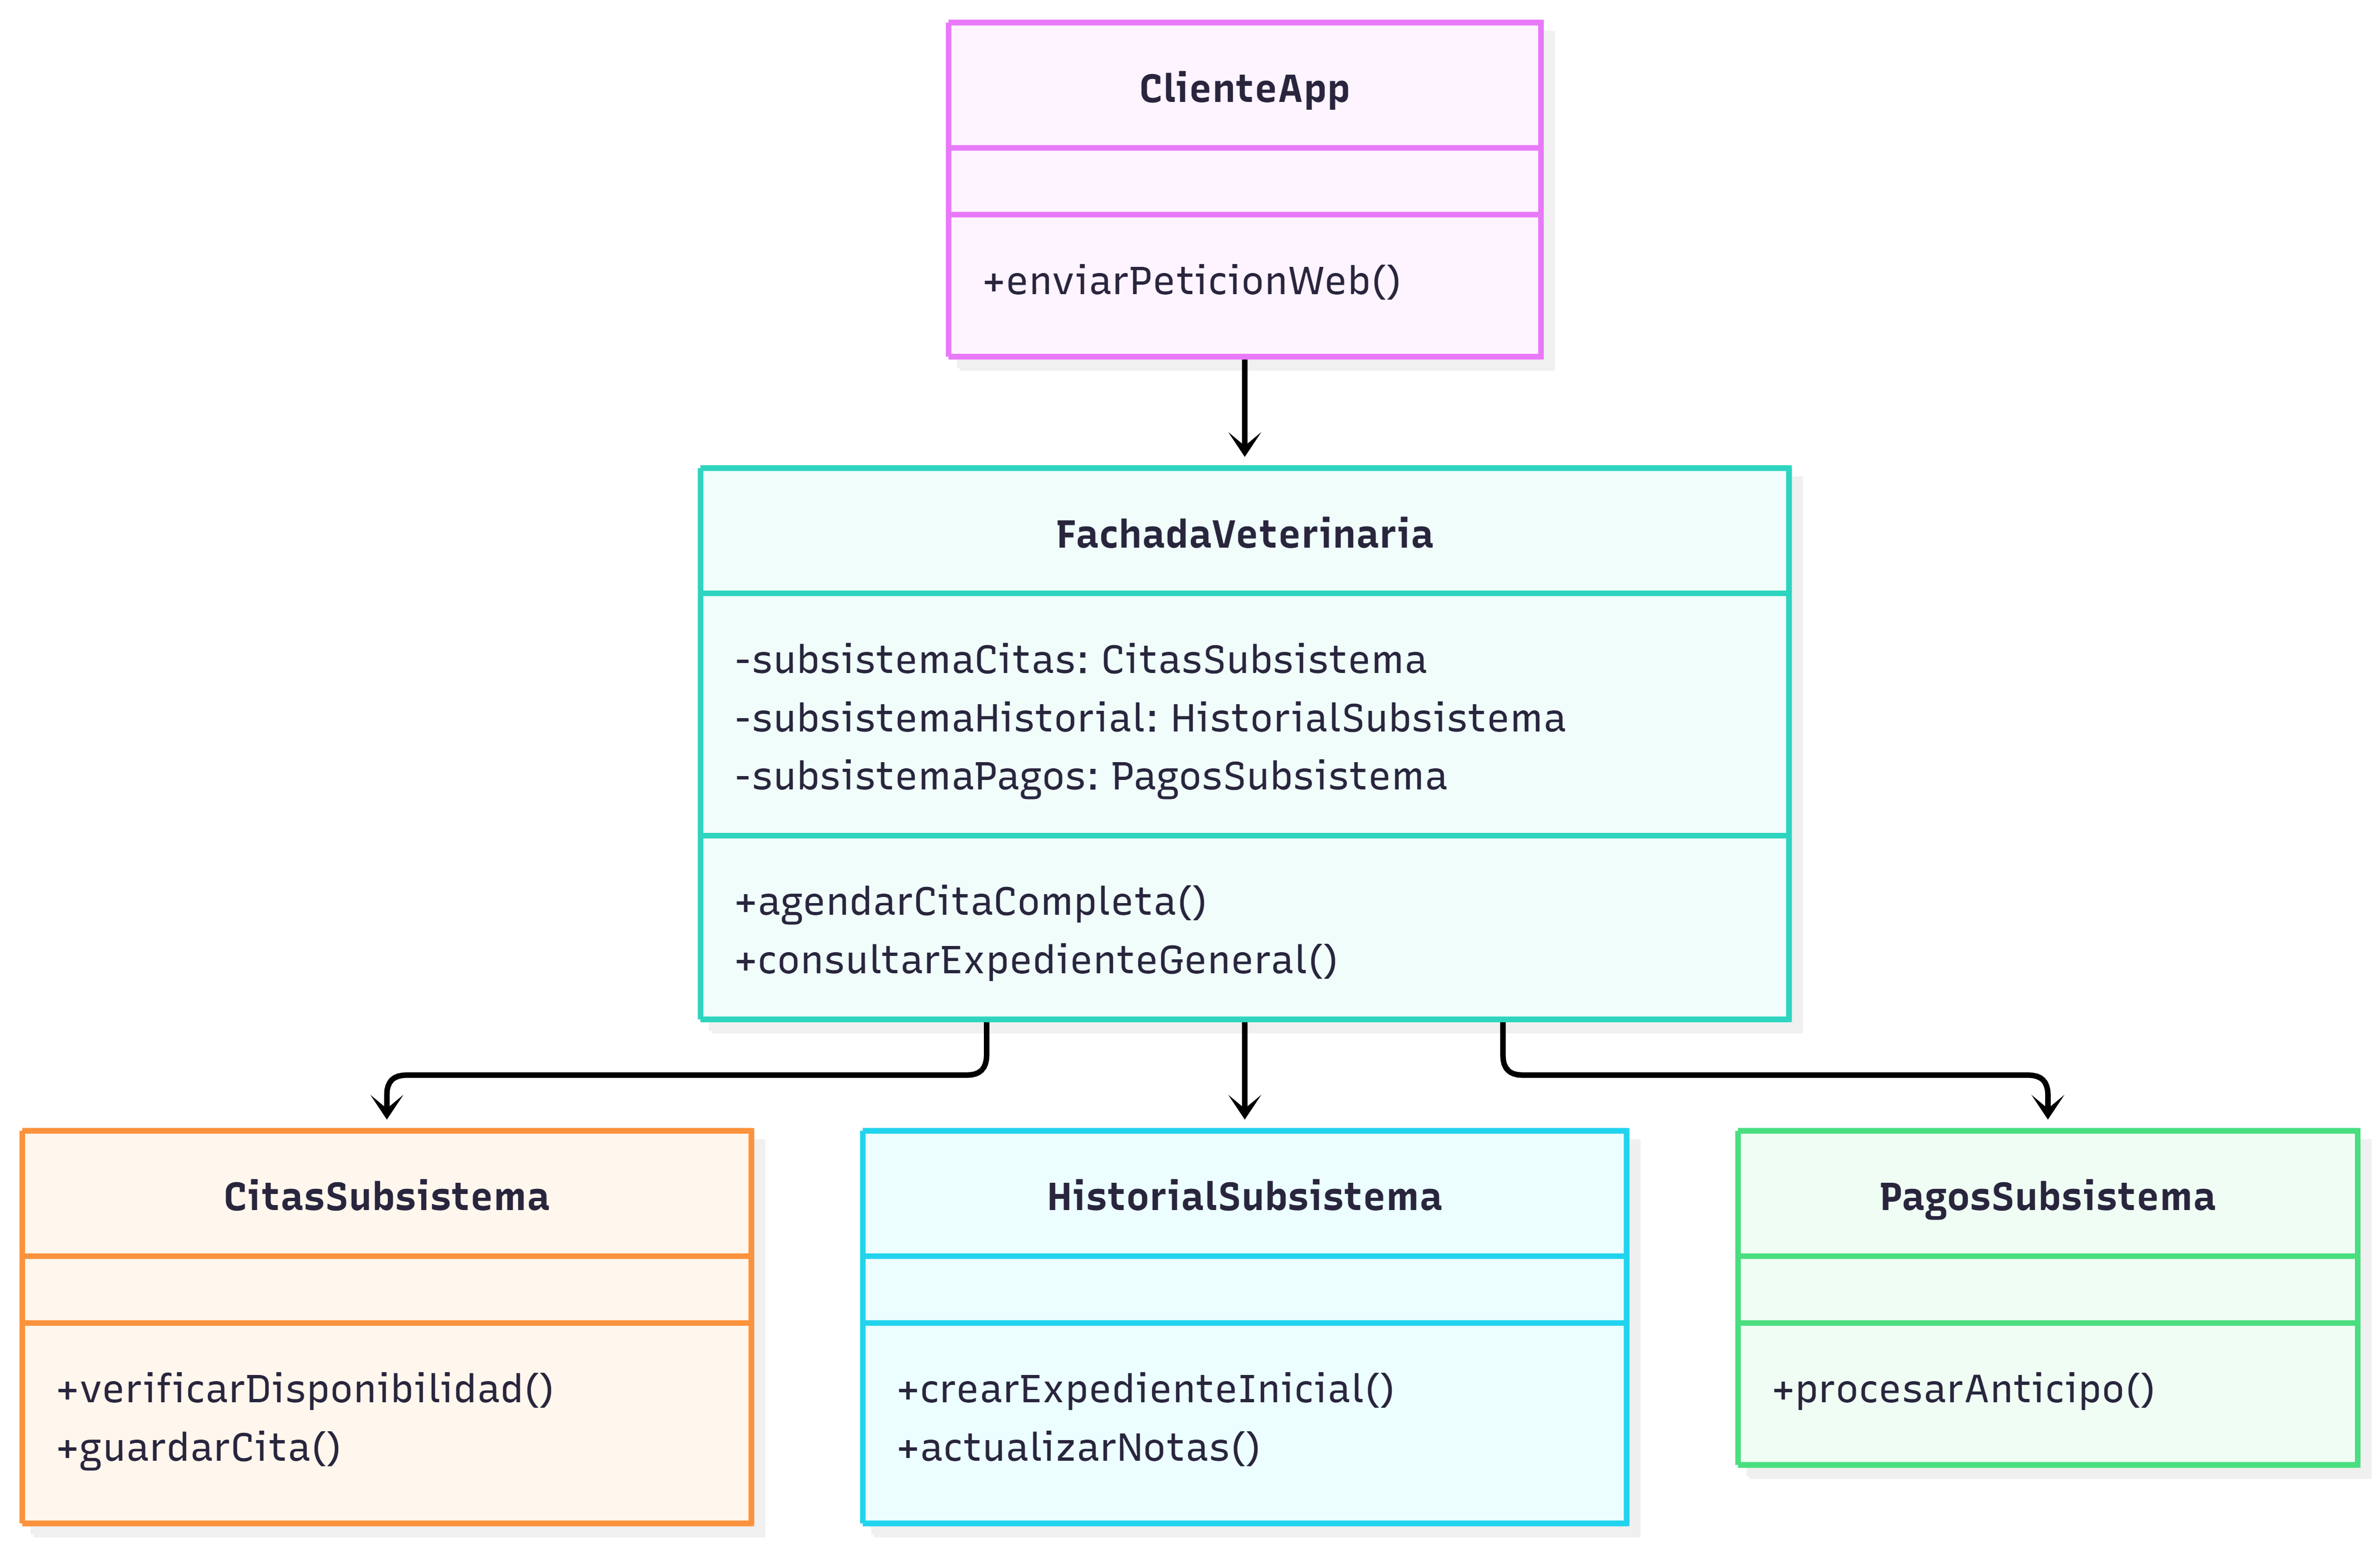 ClienteApp
+enviarPeticionWeb()
FachadaVeterinaria
-subsistemaCitas: CitasSubsistema
-subsistemaHistorial: HistorialSubsistema
-subsistemaPagos: PagosSubsistema
+agendarCitaCompleta()
+consultarExpedienteGeneral()
CitasSubsistema
+verificarDisponibilidad()
+guardarCita()
HistorialSubsistema
+crearExpedienteInicial()
+actualizarNotas()
PagosSubsistema
+procesarAnticipo()